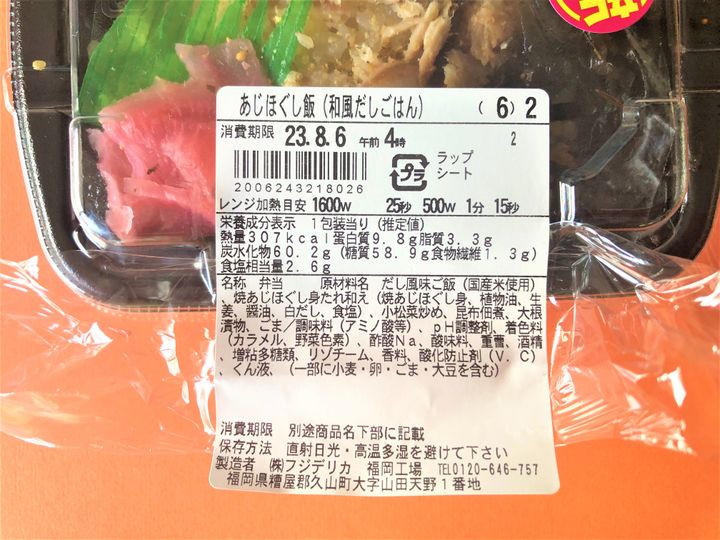 あじほぐし飯(和風だしごはん) (6)2
消費期限 23.8.6 午前4時 2
2006243218026
プラ ラップ
シート
レンジ加熱目安 1600W 25秒 500W 1分 15秒
栄養成分表示 1包装当り(推定値)
熱量307kcal蛋白質9.8g脂質3.3g
炭水化物60.2g(糖質58.9g食物繊維1.3g)
食塩相当量2.6g
名称 弁当 原材料名 だし風味ご飯(国産米使用)
、焼あじほぐし身たれ和え(焼あじほぐし身、植物油、生
姜、醤油、白だし、食塩)、小松菜炒め、昆布佃煮、大根
漬物、ごま/調味料(アミノ酸等)、pH調整剤、着色料
(カラメル、野菜色素)、酢酸Na、酸味料、重曹、酒精
、増粘多糖類、リゾチーム、香料、酸化防止剤(V.C)
、くん液、(一部に小麦・卵・ごま・大豆を含む)
消費期限 別途商品名下部に記載
保存方法 直射日光・高温多湿を避けて下さい
製造者 ㈱フジデリカ 福岡工場 TEL0120-646-757
福岡県糟屋郡久山町大字山田天野1番地